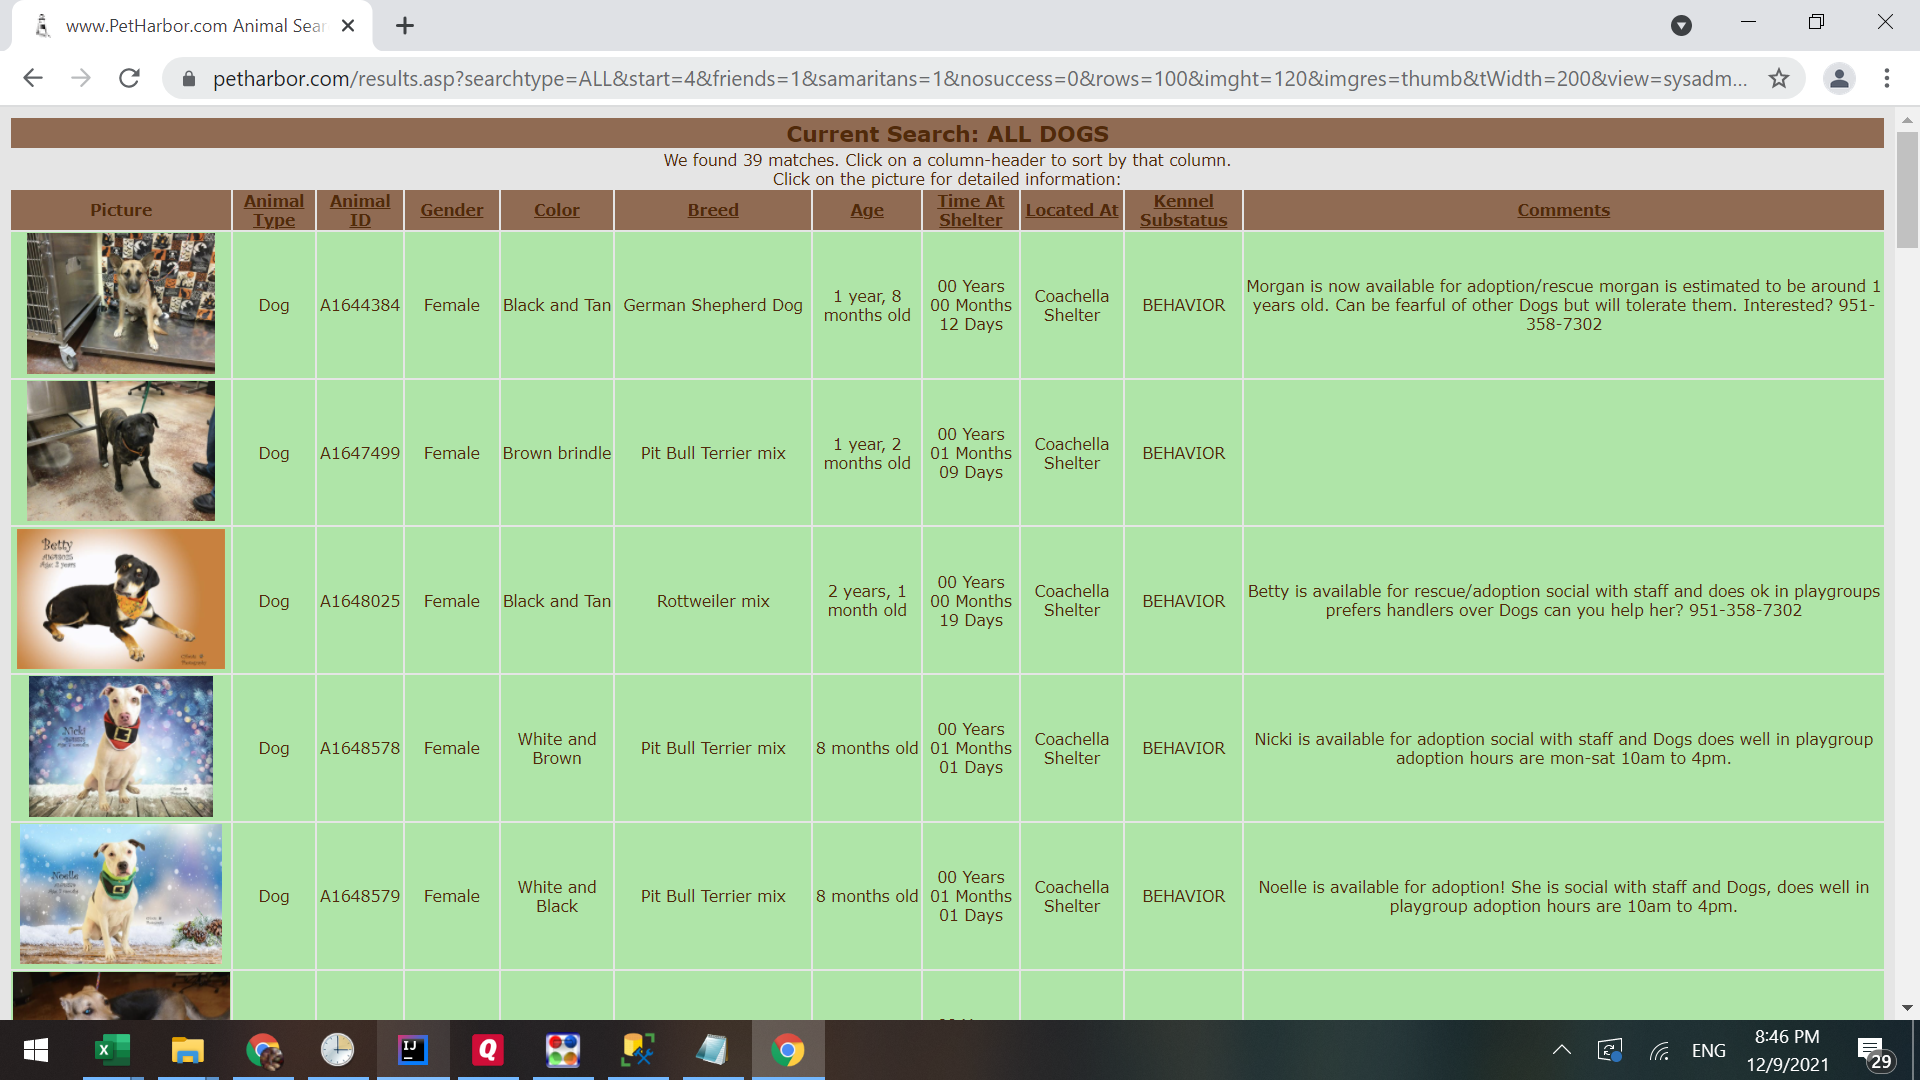 www.PetHarbor.com Animal Sear
petharbor.com/results.asp?searchtype=ALL&start=4&friends=1&samaritans=1&nosuccess=0&rows=100&imght=120&imgres=thumb&tWidth=200&view=sysadm...
Current Search: ALL DOGS
We found 39 matches. Click on a column-header to sort by that column.
Click on the picture for detailed information:
Picture
Animal
Type
Animal
ID
Gender
Color
Breed
Age
Time At
Shelter
Located At
Kennel
Substatus
Comments
Dog
A1644384
Female
Black and Tan
German Shepherd Dog
1 year, 8
months old
00 Years
00 Months
12 Days
Coachella
Shelter
BEHAVIOR
Morgan is now available for adoption/rescue morgan is estimated to be around 1
years old. Can be fearful of other Dogs but will tolerate them. Interested? 951-
358-7302
Dog
A1647499
Female
Brown brindle
Pit Bull Terrier mix
1 year, 2
months old
00 Years
01 Months
09 Days
Coachella
Shelter
BEHAVIOR
Betty
A1648025
Age: 2 years
Dog
A1648025
Female
Black and Tan
Rottweiler mix
2 years, 1
month old
00 Years
00 Months
19 Days
Coachella
Shelter
BEHAVIOR
Betty is available for rescue/adoption social with staff and does ok in playgroups
prefers handlers over Dogs can you help her? 951-358-7302
Nicki
Dog
A1648578
Female
White and
Brown
Pit Bull Terrier mix
8 months old
00 Years
01 Months
01 Days
Coachella
Shelter
BEHAVIOR
Nicki is available for adoption social with staff and Dogs does well in playgroup
adoption hours are mon-sat 10am to 4pm.
Noelle
Dog
A1648579
Female
White and
Black
Pit Bull Terrier mix
8 months old
00 Years
01 Months
01 Days
Coachella
Shelter
BEHAVIOR
Noelle is available for adoption! She is social with staff and Dogs, does well in
playgroup adoption hours are 10am to 4pm.
X
IJ
Q
ENG
8:46 PM
12/9/2021
29